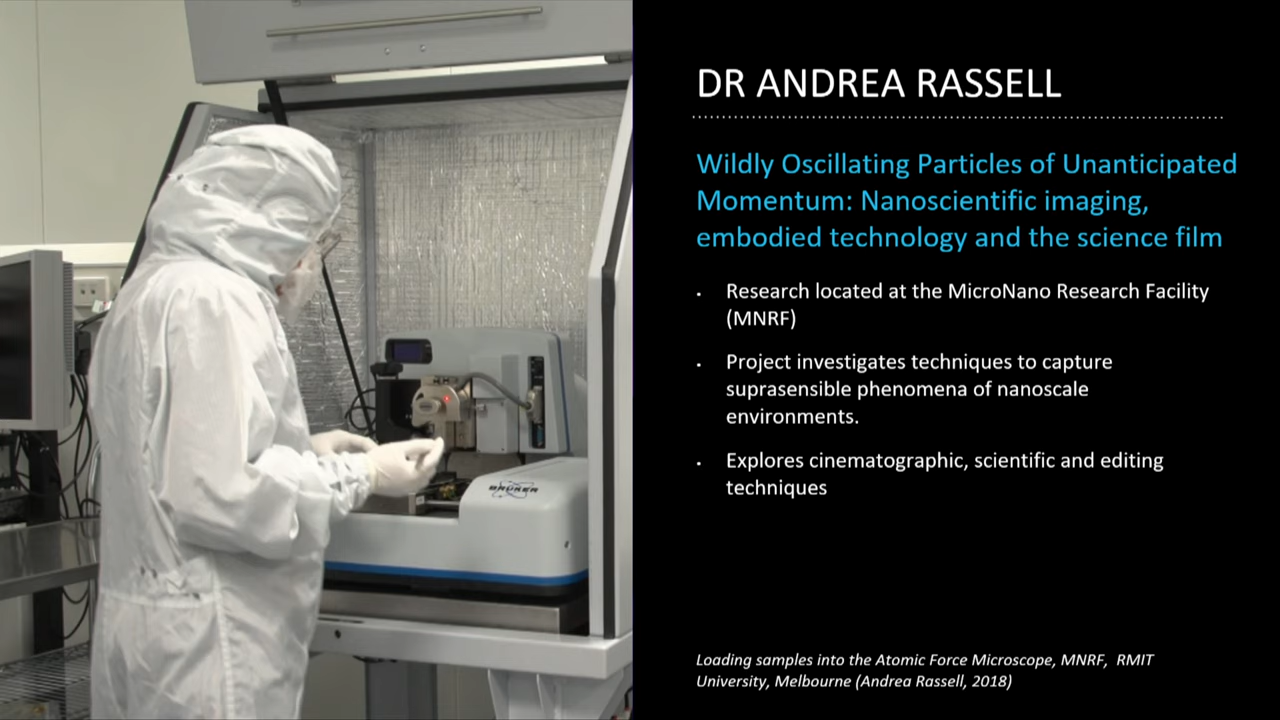 DR ANDREA RASSELL
Wildly Oscillating Particles of Unanticipated
Momentum: Nanoscientific imaging,
embodied technology and the science film
Research located at the MicroNano Research Facility
(MNRF)
Project investigates techniques to capture
suprasensible phenomena of nanoscale
environments.
Explores cinematographic, scientific and editing
techniques
BRUKER
Loading samples into the Atomic Force Microscope, MNRF, RMIT
University, Melbourne (Andrea Rassell, 2018)